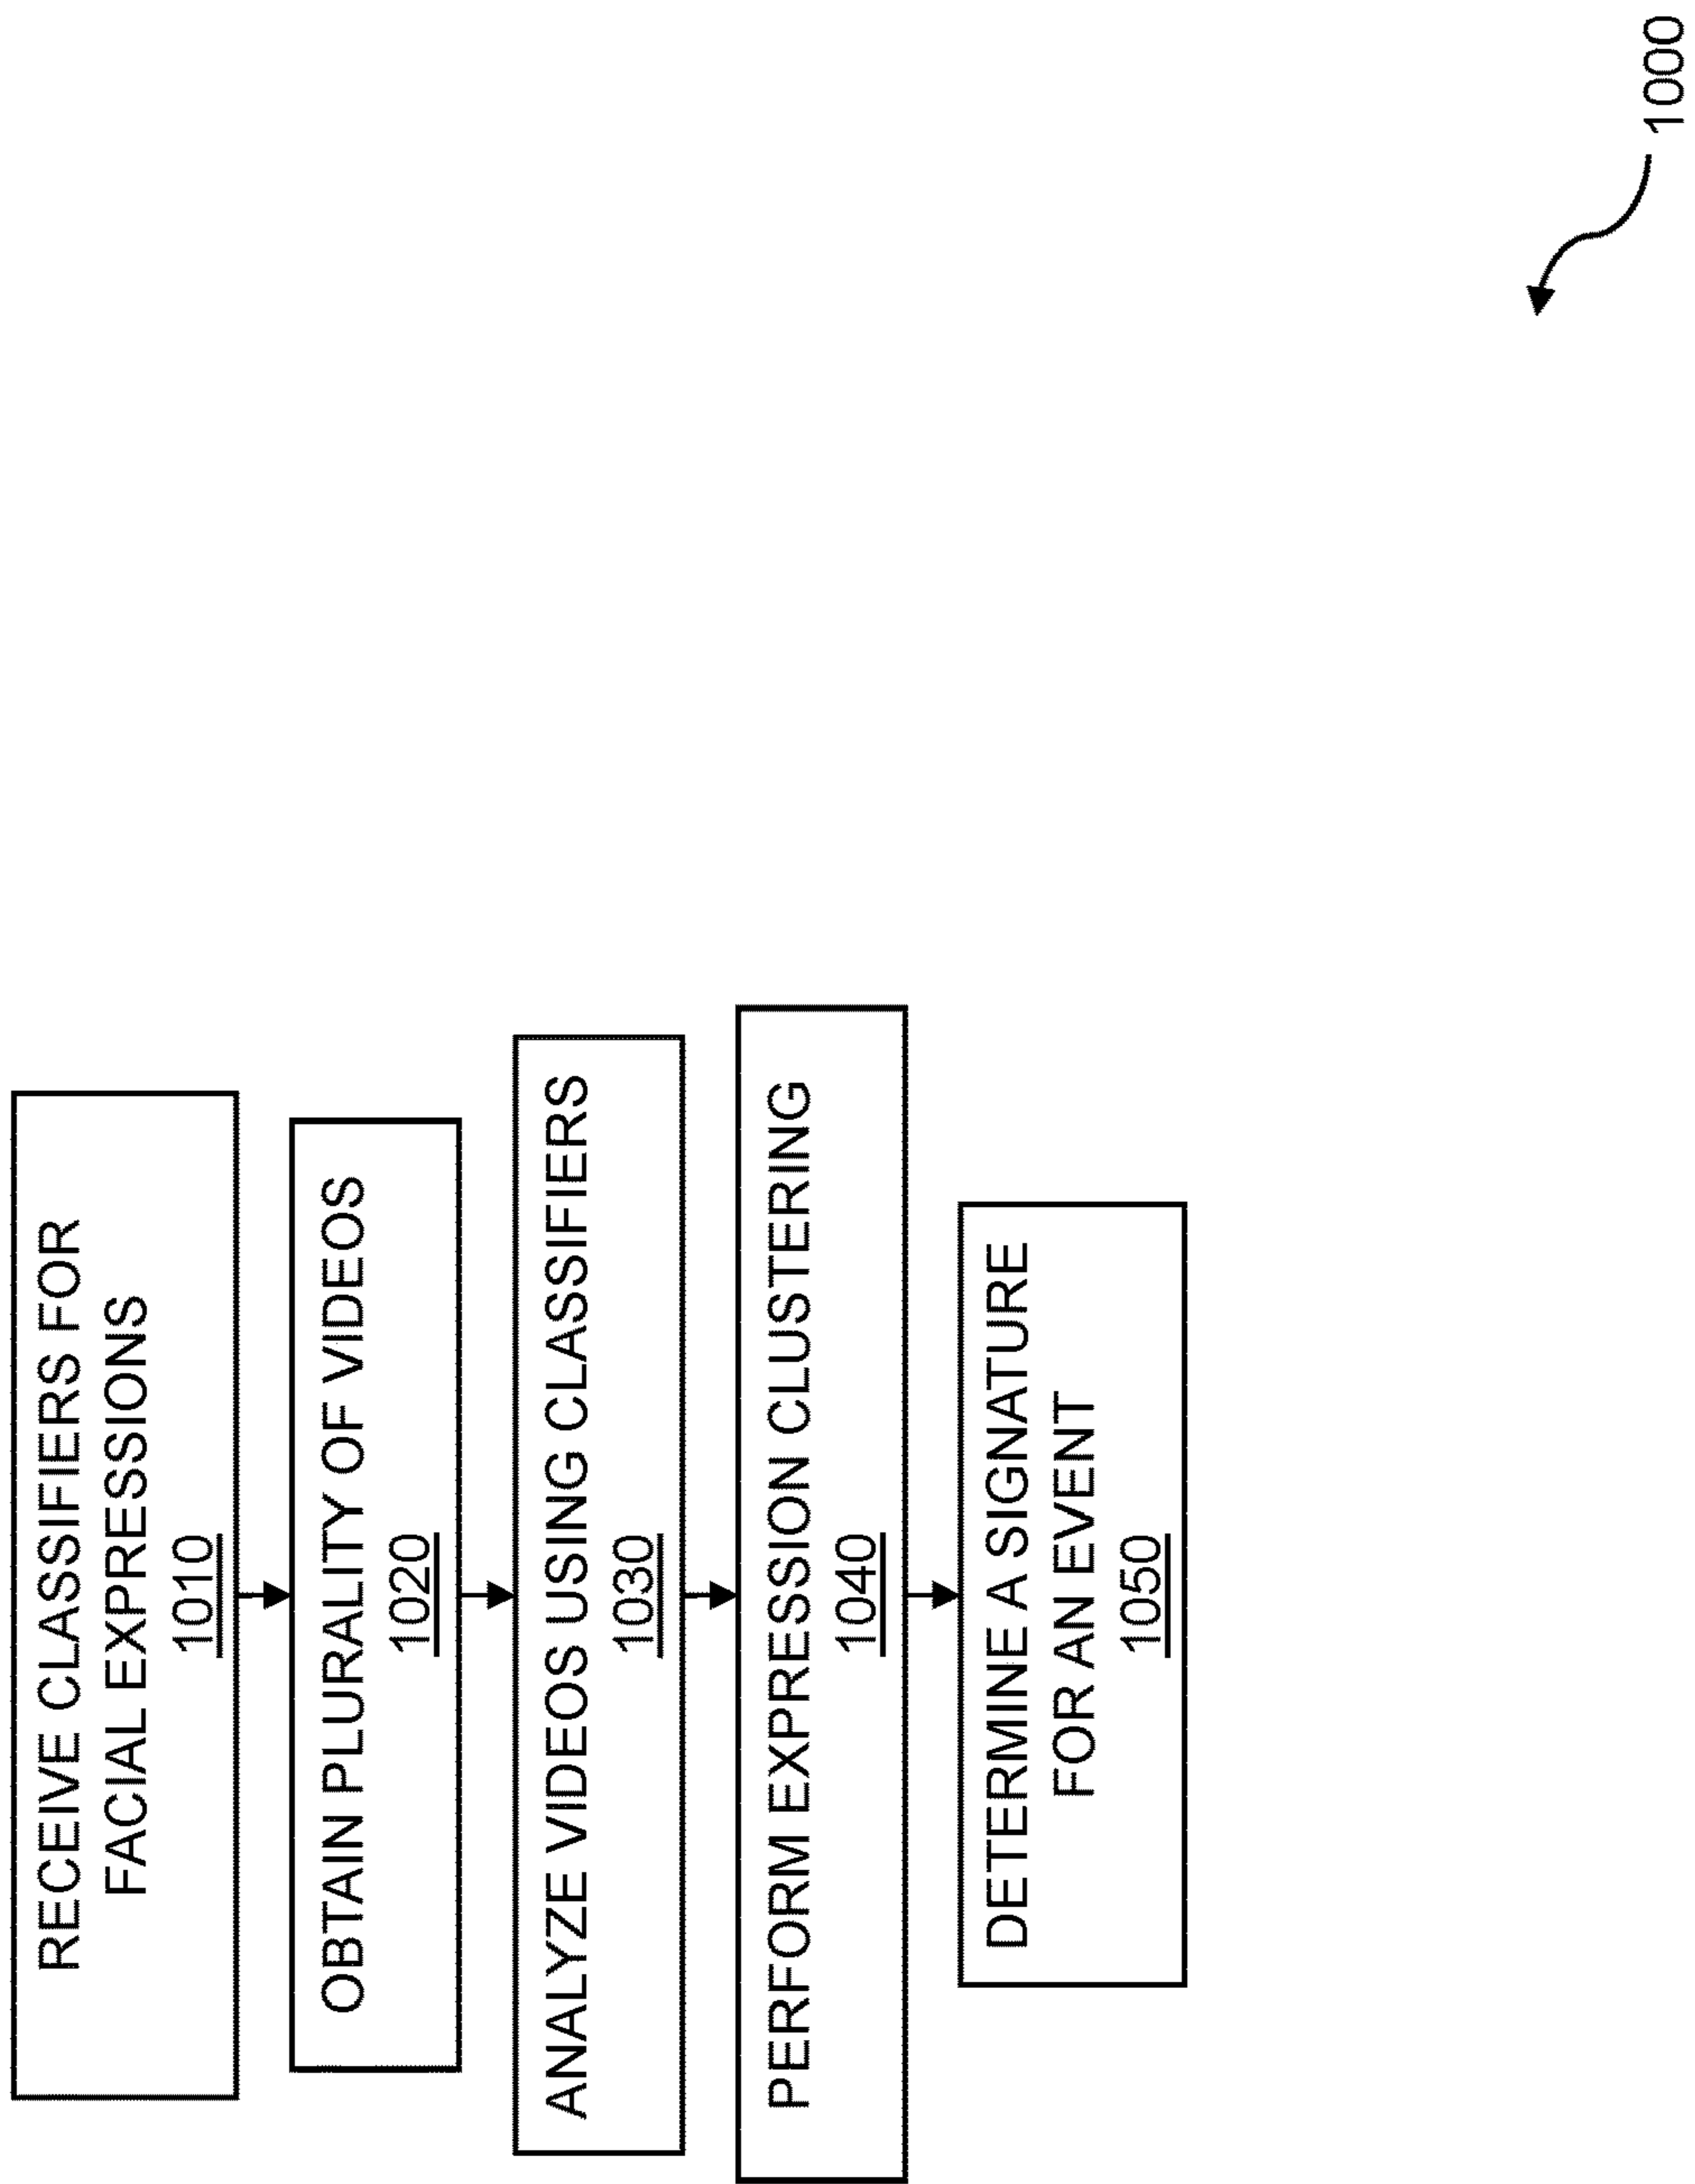 RECEIVE CLASSIFIERS FOR
FACIAL EXPRESSIONS
1010
OBTAIN PLURALITY OF VIDEOS
1020
ANALYZE VIDEOS USING CLASSIFIERS
1030
PERFORM EXPRESSION CLUSTERING
1040
DETERMINE A SIGNATURE
FOR AN EVENT
1050
1000